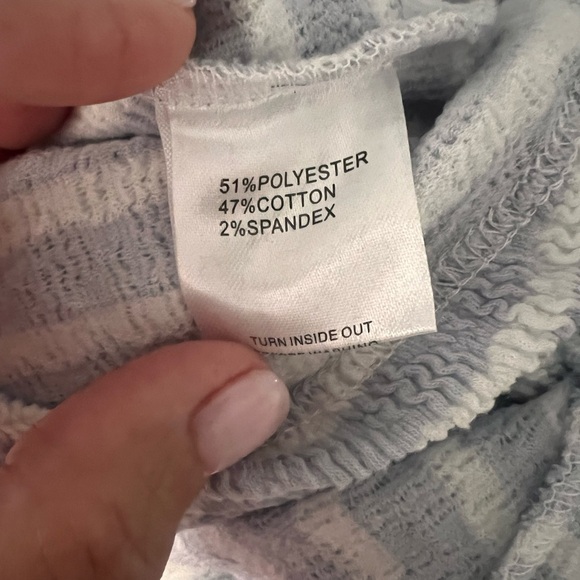 51%POLYESTER
47%COTTON
2%SPANDEX
TURN INSIDE OUT